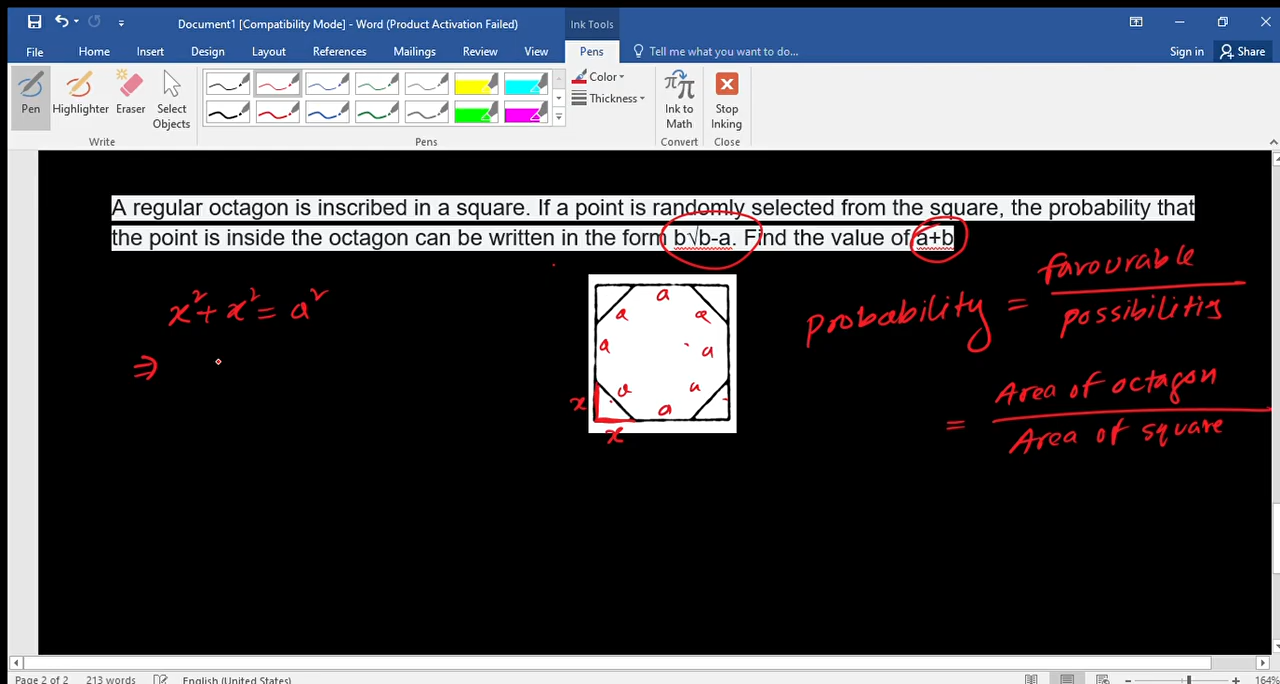 Document1 [Compatibility Mode] - Word (Product Activation Failed)
Ink Tools
File Home Insert Design Layout References Mailings Review View Pens Tell me what you want to do... Sign in Share
Pen Highlighter Eraser Select Objects
Color
Thickness
Ink to Math
Stop Inking
Write Pens Convert Close
A regular octagon is inscribed in a square. If a point is randomly selected from the square, the probability that
the point is inside the octagon can be written in the form b√b-a. Find the value of a+b
x² + x² = a²
⇒
a
a a
a a
a a
x a
x
probability = favourable / possibilities
= Area of octagon / Area of square
Page 2 of 2 213 words English (United States) 164%